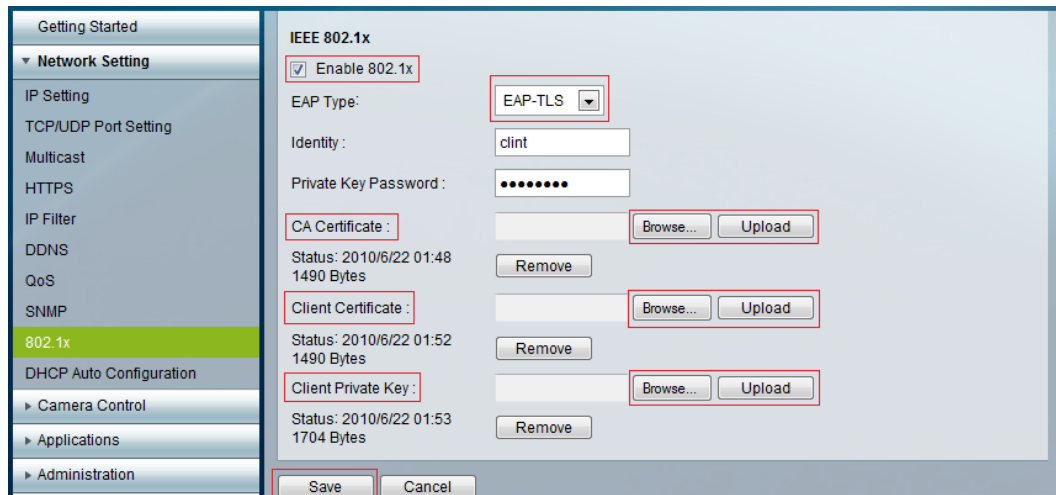 Getting Started
Network Setting
IP Setting
TCP/UDP Port Setting
Multicast
HTTPS
IP Filter
DDNS
QoS
SNMP
802.1x
DHCP Auto Configuration
Camera Control
Applications
Administration
IEEE 802.1x
Enable 802.1x
EAP Type: EAP-TLS
Identity : clint
Private Key Password : ••••••••
CA Certificate : Browse... Upload
Status: 2010/6/22 01:48
1490 Bytes Remove
Client Certificate : Browse... Upload
Status: 2010/6/22 01:52
1490 Bytes Remove
Client Private Key : Browse... Upload
Status: 2010/6/22 01:53
1704 Bytes Remove
Save Cancel